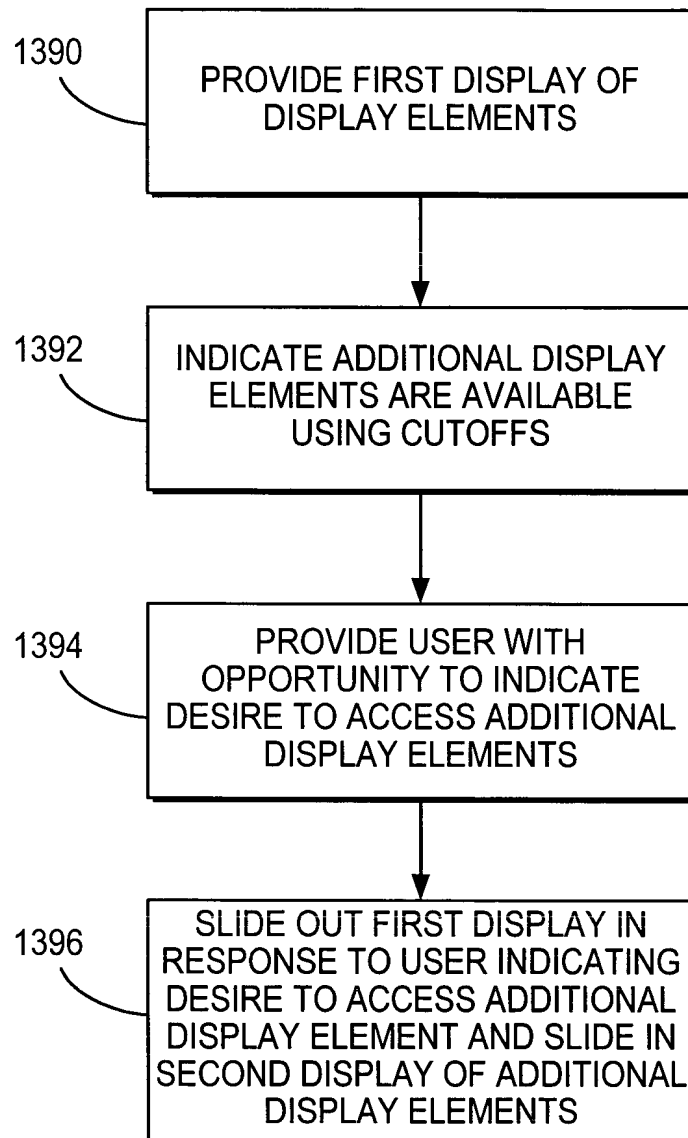 1390
PROVIDE FIRST DISPLAY OF
DISPLAY ELEMENTS
1392
INDICATE ADDITIONAL DISPLAY
ELEMENTS ARE AVAILABLE
USING CUTOFFS
1394
PROVIDE USER WITH
OPPORTUNITY TO INDICATE
DESIRE TO ACCESS ADDITIONAL
DISPLAY ELEMENTS
1396
SLIDE OUT FIRST DISPLAY IN
RESPONSE TO USER INDICATING
DESIRE TO ACCESS ADDITIONAL
DISPLAY ELEMENT AND SLIDE IN
SECOND DISPLAY OF ADDITIONAL
DISPLAY ELEMENTS